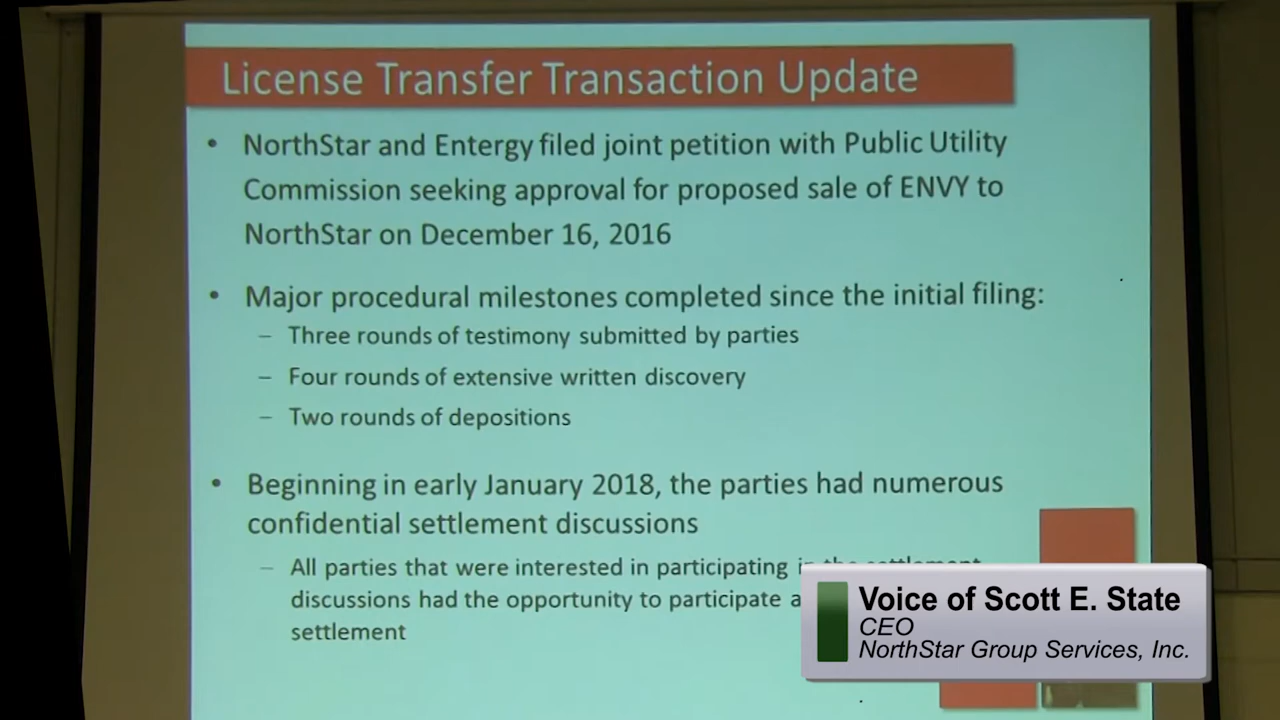 License Transfer Transaction Update
• NorthStar and Entergy filed joint petition with Public Utility
Commission seeking approval for proposed sale of ENVY to
NorthStar on December 16, 2016
• Major procedural milestones completed since the initial filing:
– Three rounds of testimony submitted by parties
– Four rounds of extensive written discovery
– Two rounds of depositions
• Beginning in early January 2018, the parties had numerous
confidential settlement discussions
– All parties that were interested in participating in the settlement
discussions had the opportunity to participate
settlement
Voice of Scott E. State
CEO
NorthStar Group Services, Inc.